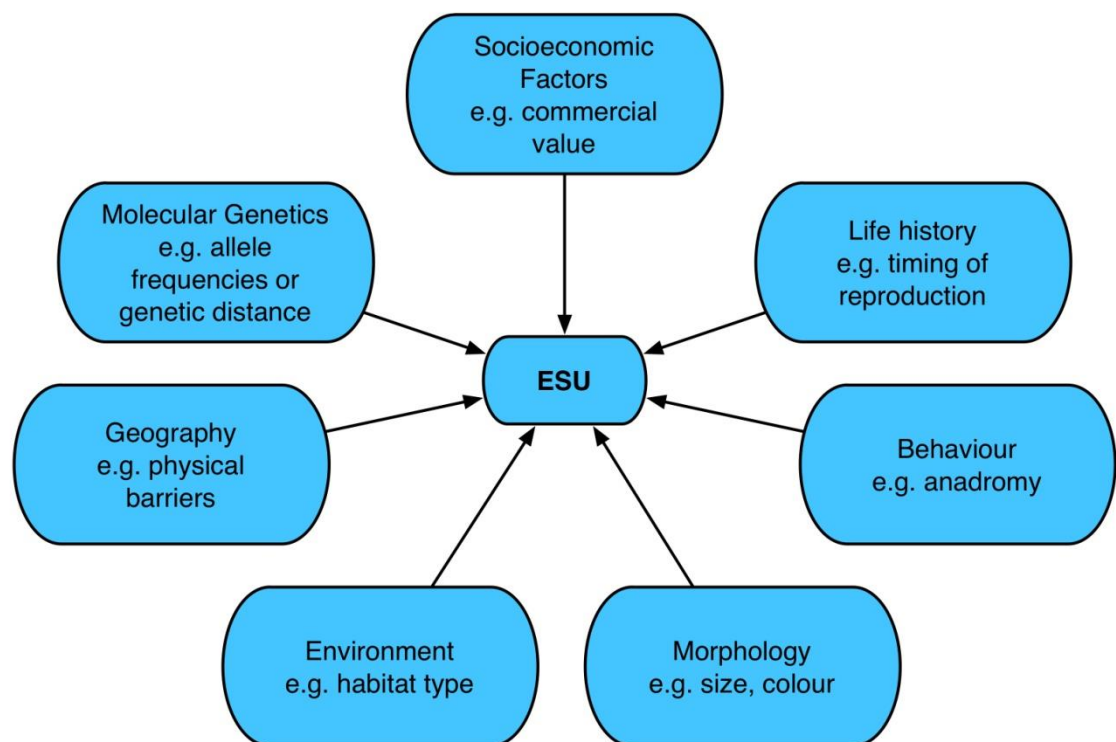 Socioeconomic
Factors
e.g. commercial
value
Molecular Genetics
e.g. allele
frequencies or
genetic distance
Life history
e.g. timing of
reproduction
ESU
Geography
e.g. physical
barriers
Behaviour
e.g. anadromy
Environment
e.g. habitat type
Morphology
e.g. size, colour